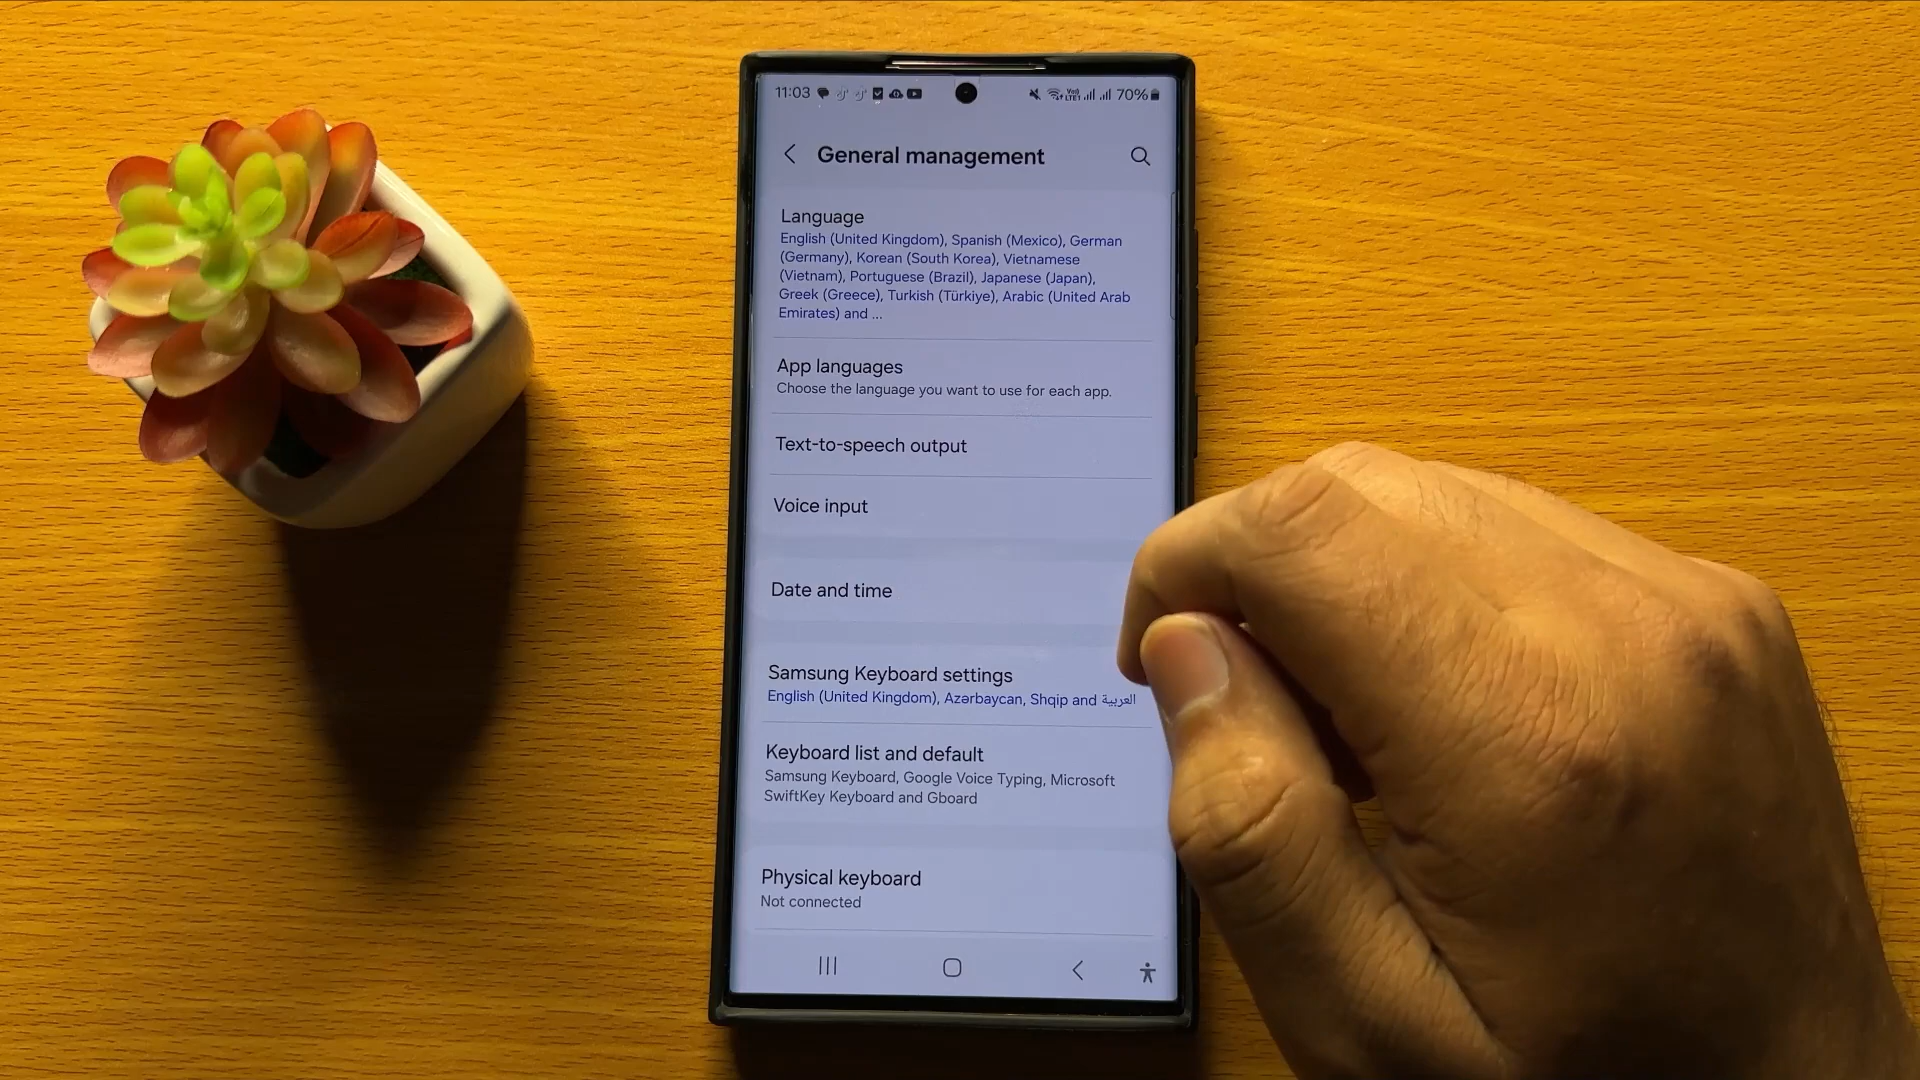 11:03
VoD LTE1 70%
General management
Language
English (United Kingdom), Spanish (Mexico), German
(Germany), Korean (South Korea), Vietnamese
(Vietnam), Portuguese (Brazil), Japanese (Japan),
Greek (Greece), Turkish (Türkiye), Arabic (United Arab
Emirates) and ...
App languages
Choose the language you want to use for each app.
Text-to-speech output
Voice input
Date and time
Samsung Keyboard settings
English (United Kingdom), Azərbaycan, Shqip and العربية
Keyboard list and default
Samsung Keyboard, Google Voice Typing, Microsoft
SwiftKey Keyboard and Gboard
Physical keyboard
Not connected